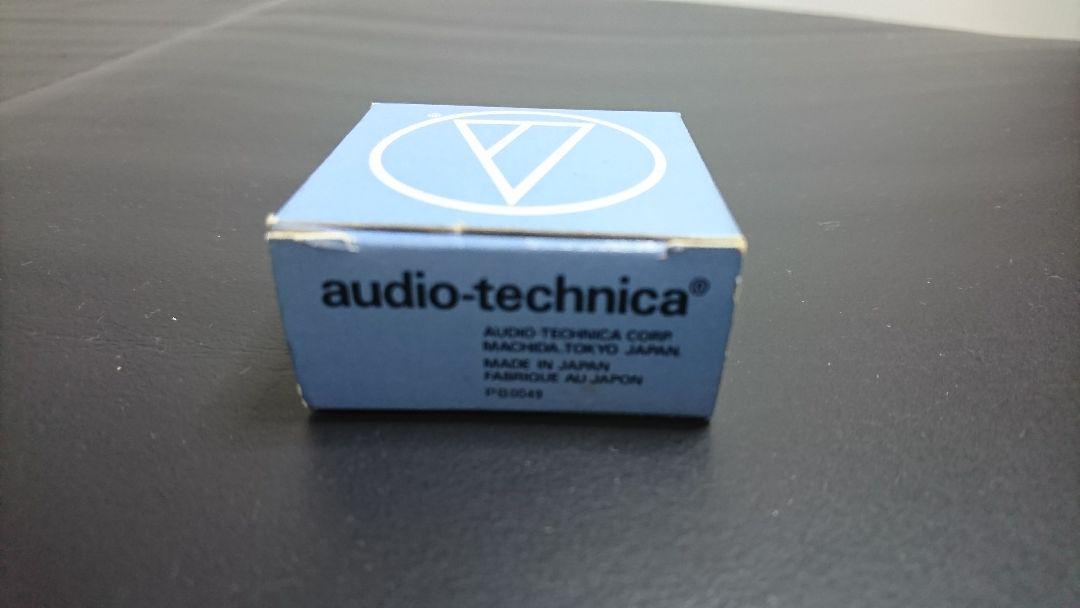 ®
audio-technica®
AUDIO-TECHNICA CORP.
MACHIDA, TOKYO JAPAN
MADE IN JAPAN
FABRIQUE AU JAPON
PB0049